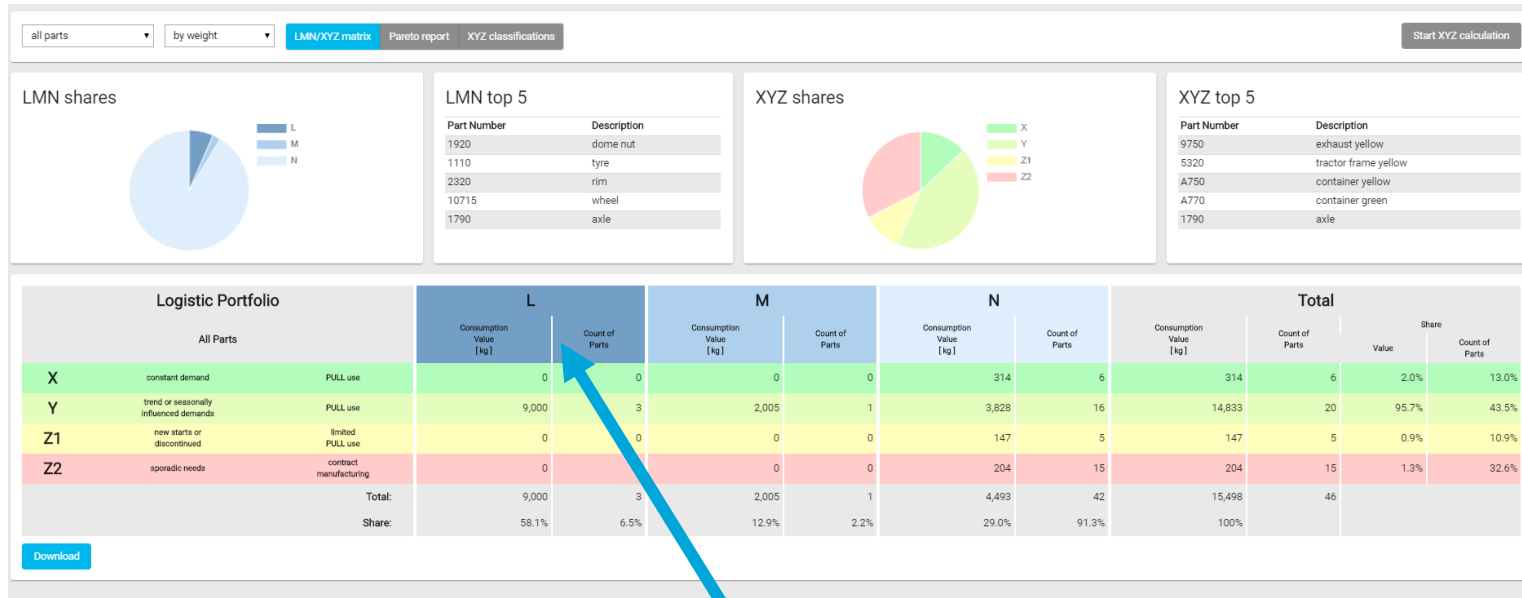 all parts by weight LMN/XYZ matrix Pareto report XYZ classifications Start XYZ calculation
LMN shares
L
M
N
LMN top 5
Part Number Description
1920 dome nut
1110 tyre
2320 rim
10715 wheel
1790 axle
XYZ shares
X
Y
Z1
Z2
XYZ top 5
Part Number Description
9750 exhaust yellow
5320 tractor frame yellow
A750 container yellow
A770 container green
1790 axle
Logistic Portfolio L M N Total
All Parts
Consumption Value [kg] Count of Parts Consumption Value [kg] Count of Parts Consumption Value [kg] Count of Parts Consumption Value [kg] Count of Parts Share Value Count of Parts
X constant demand PULL use 0 0 0 0 314 6 314 6 2.0% 13.0%
Y trend or seasonally influenced demands PULL use 9,000 3 2,005 1 3,828 16 14,833 20 95.7% 43.5%
Z1 new starts or discontinued limited PULL use 0 0 0 0 147 5 147 5 0.9% 10.9%
Z2 sporadic needs contract manufacturing 0 0 0 204 15 204 15 1.3% 32.6%
Total: 9,000 3 2,005 1 4,493 42 15,498 46
Share: 58.1% 6.5% 12.9% 2.2% 29.0% 91.3% 100%
Download